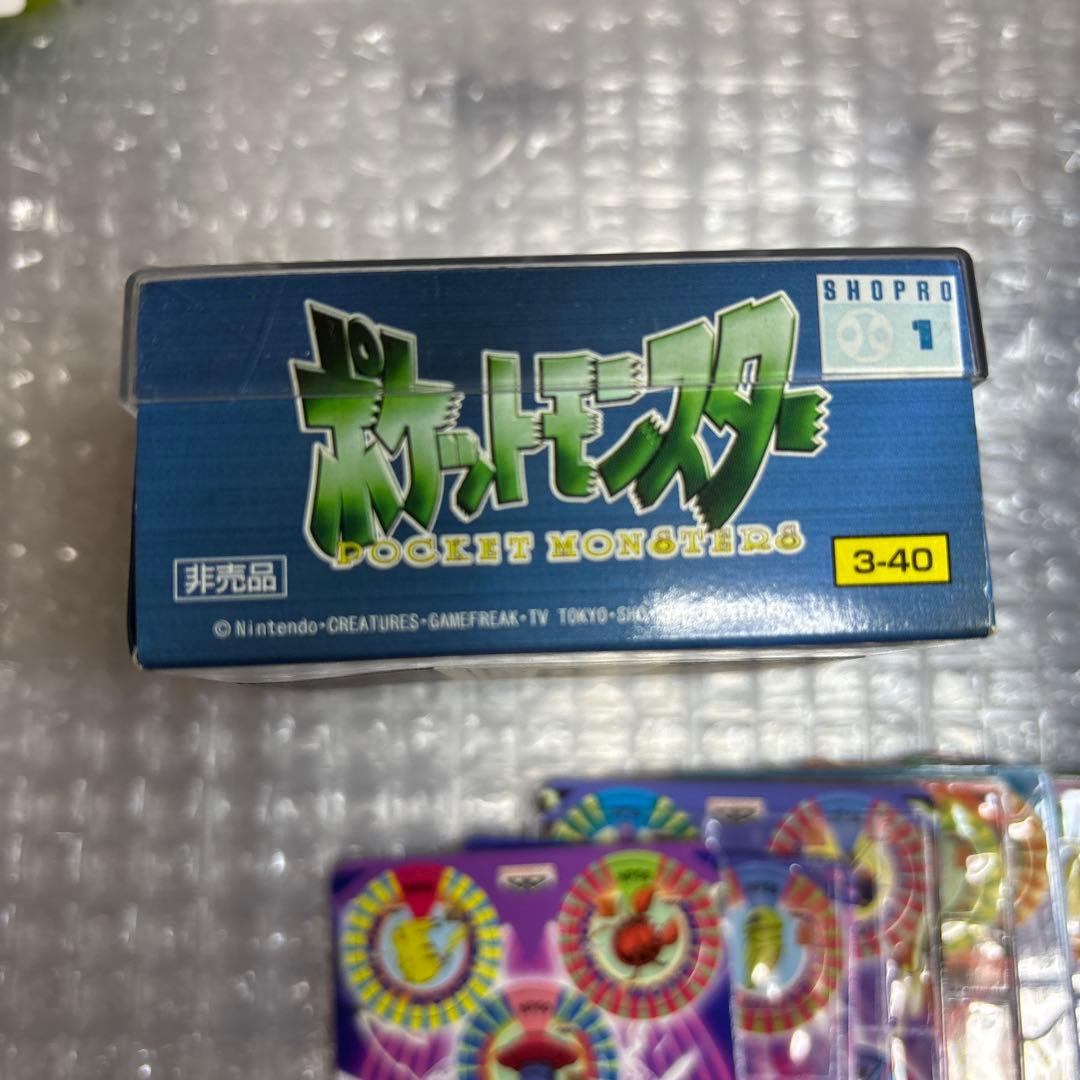 SHOPRO
1
ポケットモンスター
POCKET MONSTERS
3-40
非売品
© Nintendo・CREATURES・GAMEFREAK・TV TOKYO・